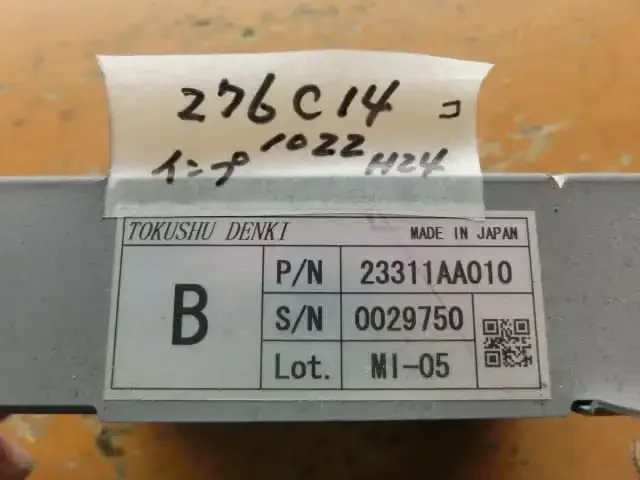 276C14 コ
インプ 1022 H24
TOKUSHU DENKI MADE IN JAPAN
B
P/N 23311AA010
S/N 0029750
Lot. MI-05